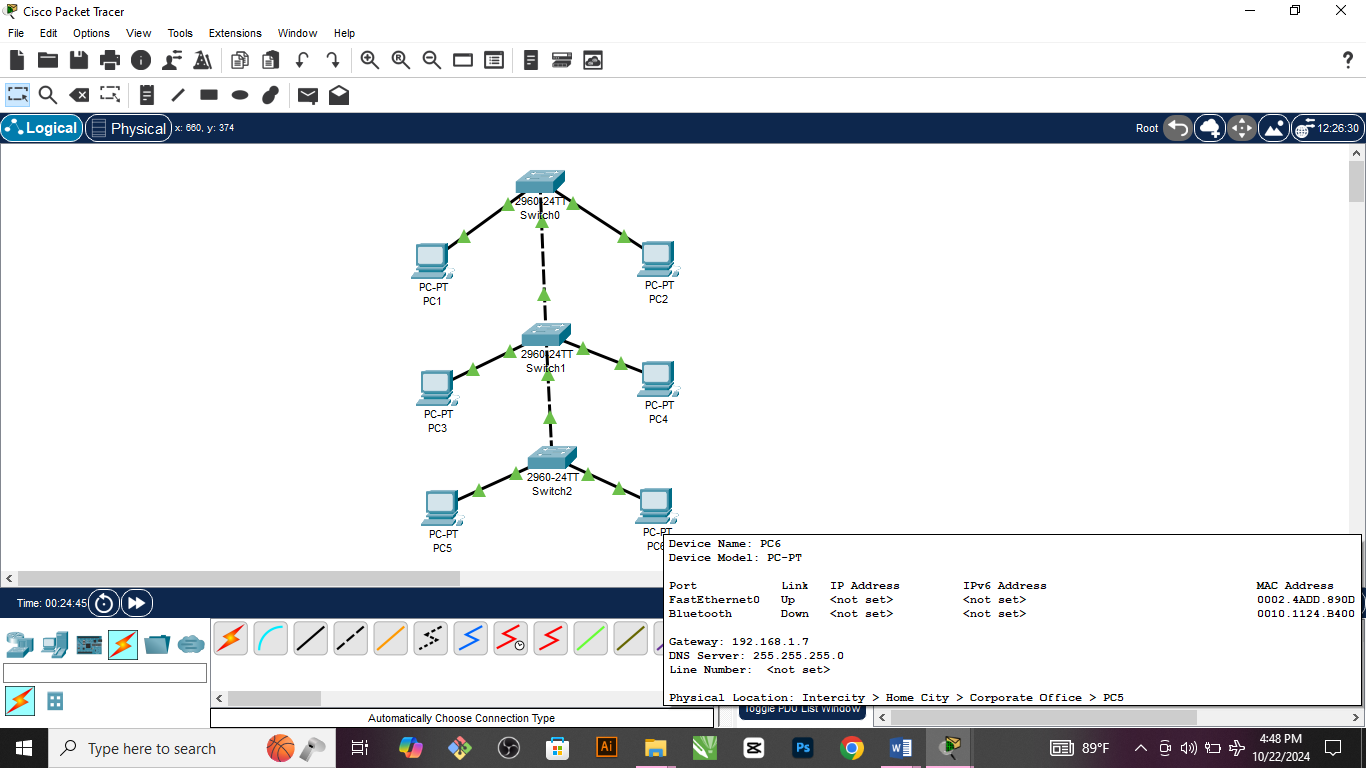 Cisco Packet Tracer
File Edit Options View Tools Extensions Window Help
?
Logical Physical x: 660, y: 374 Root 12:26:30
2960-24TT
Switch0
PC-PT
PC1
PC-PT
PC2
2960-24TT
Switch1
PC-PT
PC3
PC-PT
PC4
2960-24TT
Switch2
PC-PT
PC5
PC-PT
Device Name: PC6
Device Model: PC-PT
Port Link IP Address IPv6 Address MAC Address
FastEthernet0 Up <not set> <not set> 0002.4ADD.890D
Bluetooth Down <not set> <not set> 0010.1124.B400
Gateway: 192.168.1.7
DNS Server: 255.255.255.0
Line Number: <not set>
Physical Location: Intercity > Home City > Corporate Office > PC5
Time: 00:24:45
Automatically Choose Connection Type
Toggle PDU List Window
Type here to search
Ai
Ps
W
89°F
4:48 PM
10/22/2024